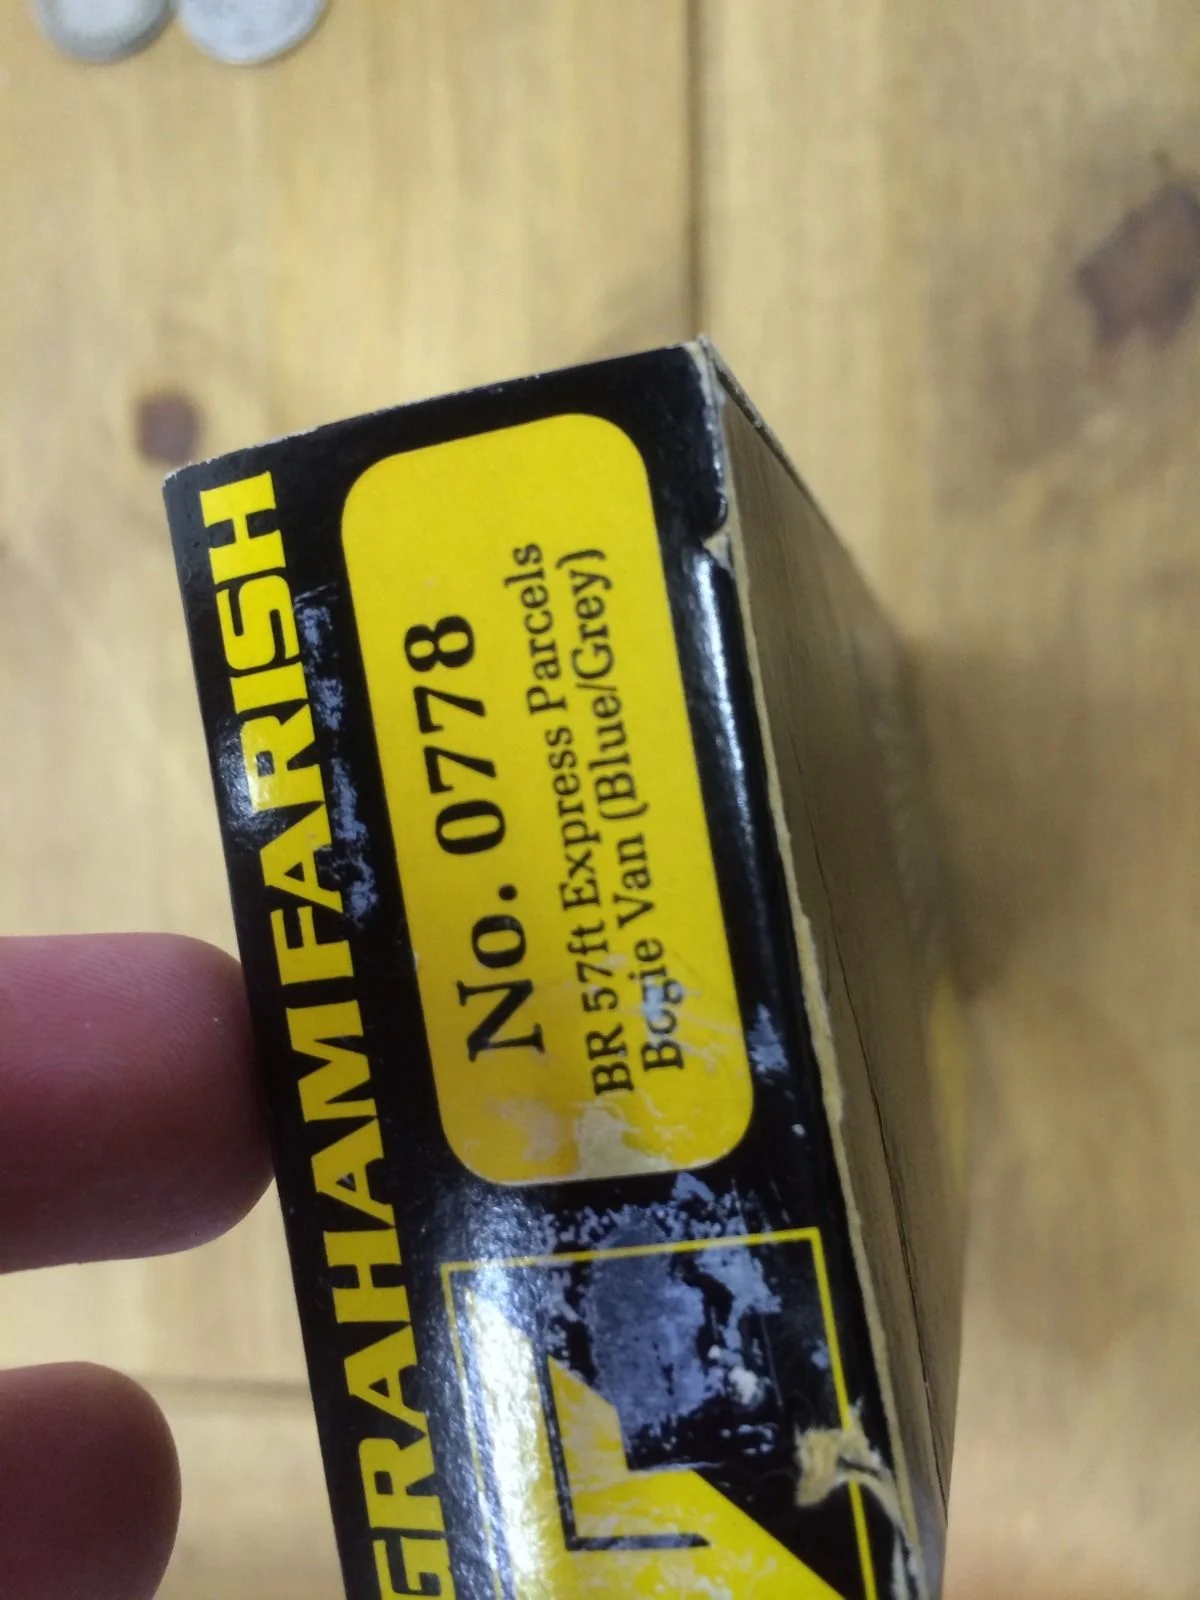 GRAHAM FARISH
No. 0778
BR 57ft Express Parcels
Bogie Van (Blue/Grey)